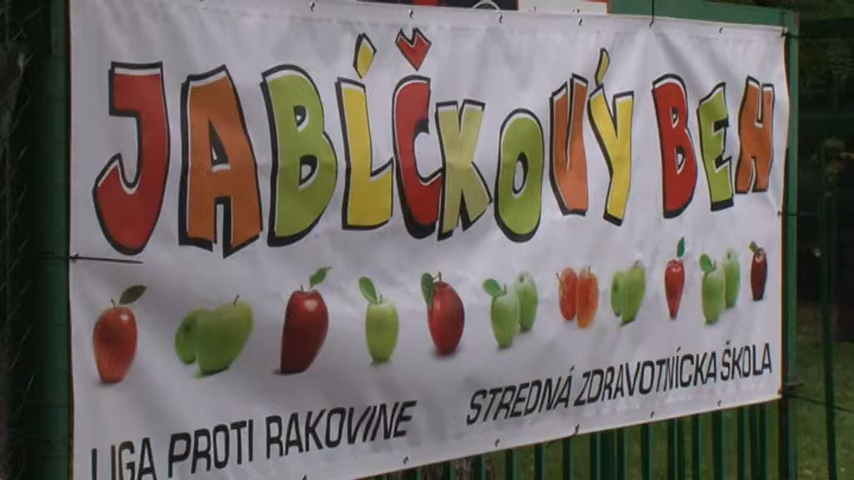 JABĹČKOVÝ BEH
LIGA PROTI RAKOVINE STREDNÁ ZDRAVOTNÍCKA ŠKOLA